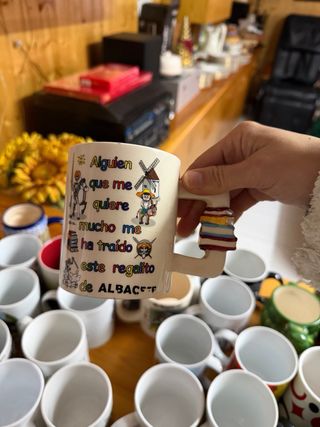 Alguien
que me
quiere
mucho me
ha traído
este regalito
de ALBACETE